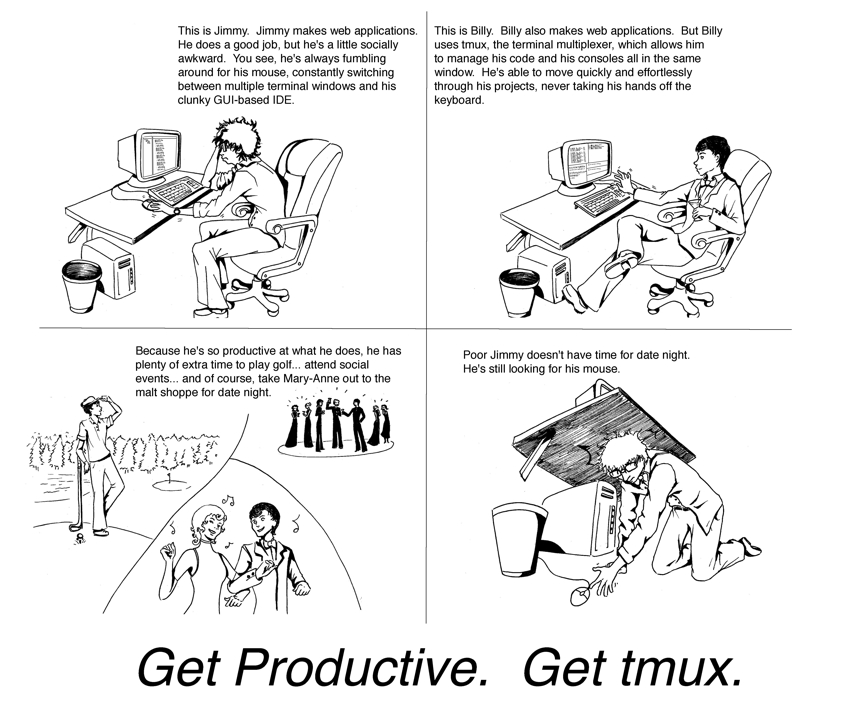 This is Jimmy.  Jimmy makes web applications.
He does a good job, but he's a little socially
awkward.  You see, he's always fumbling
around for his mouse, constantly switching
between multiple terminal windows and his
clunky GUI-based IDE.
This is Billy.  Billy also makes web applications.  But Billy
uses tmux, the terminal multiplexer, which allows him
to manage his code and his consoles all in the same
window.  He's able to move quickly and effortlessly
through his projects, never taking his hands off the
keyboard.
Because he's so productive at what he does, he has
plenty of extra time to play golf... attend social
events... and of course, take Mary-Anne out to the
malt shoppe for date night.
Poor Jimmy doesn't have time for date night.
He's still looking for his mouse.
Get Productive.  Get tmux.